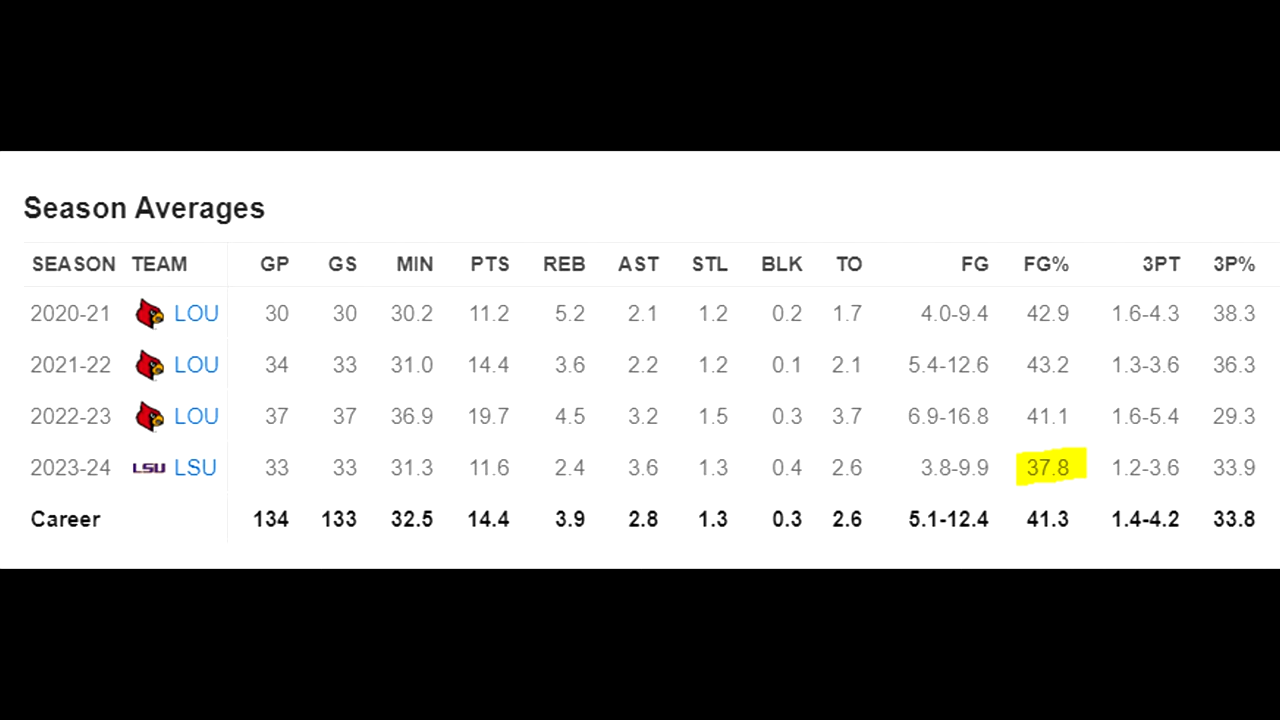 Season Averages
SEASON TEAM GP GS MIN PTS REB AST STL BLK TO FG FG% 3PT 3P%
2020-21 LOU 30 30 30.2 11.2 5.2 2.1 1.2 0.2 1.7 4.0-9.4 42.9 1.6-4.3 38.3
2021-22 LOU 34 33 31.0 14.4 3.6 2.2 1.2 0.1 2.1 5.4-12.6 43.2 1.3-3.6 36.3
2022-23 LOU 37 37 36.9 19.7 4.5 3.2 1.5 0.3 3.7 6.9-16.8 41.1 1.6-5.4 29.3
2023-24 LSU LSU 33 33 31.3 11.6 2.4 3.6 1.3 0.4 2.6 3.8-9.9 37.8 1.2-3.6 33.9
Career 134 133 32.5 14.4 3.9 2.8 1.3 0.3 2.6 5.1-12.4 41.3 1.4-4.2 33.8